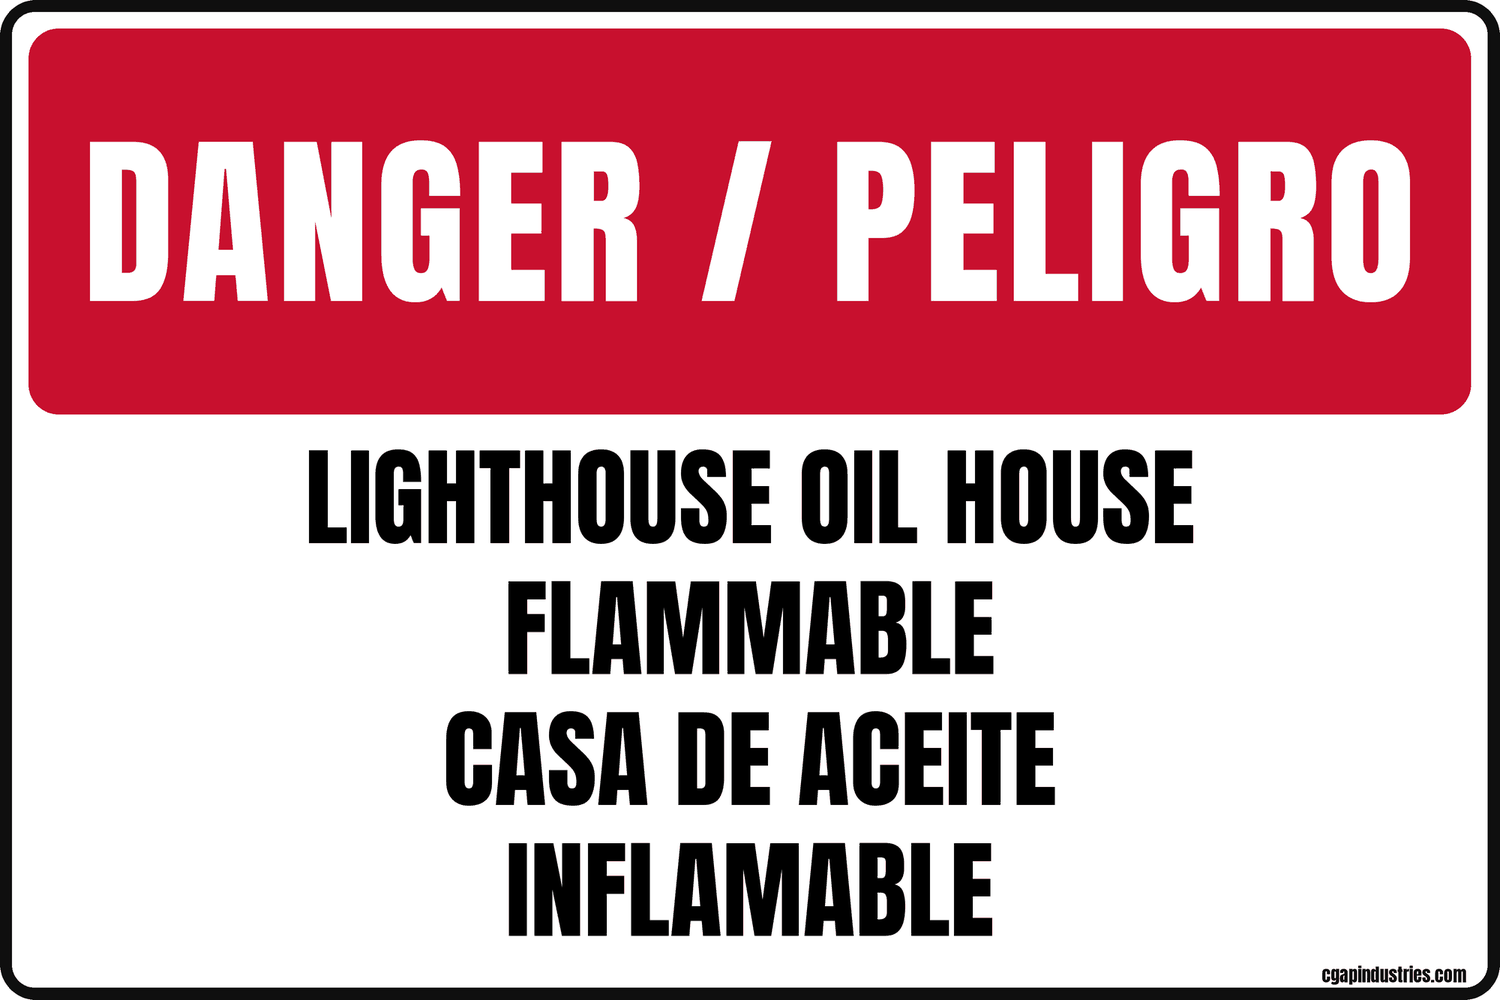 DANGER / PELIGRO
LIGHTHOUSE OIL HOUSE
FLAMMABLE
CASA DE ACEITE
INFLAMABLE
cgapindustries.com